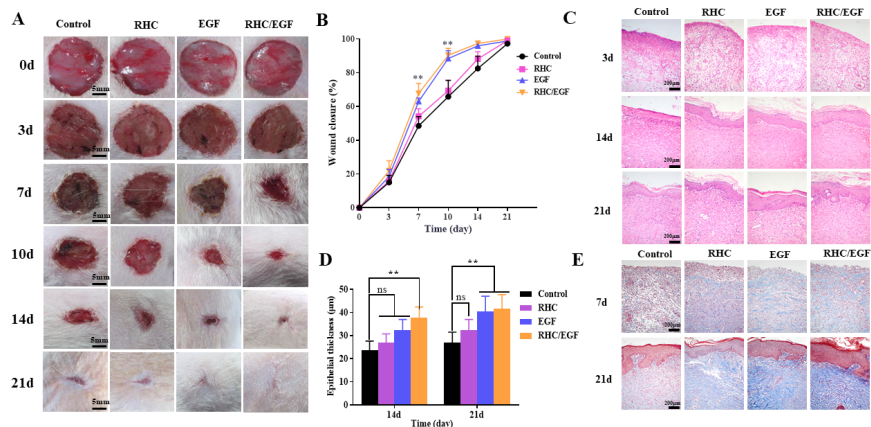 A
Control RHC EGF RHC/EGF
0d
5mm
3d
5mm
7d
5mm
10d
5mm
14d
5mm
21d
5mm
B
Wound closure (%)
100
80
60
40
20
0
** **
0 3 7 10 14 21
Time (day)
Control
RHC
EGF
RHC/EGF
C
Control RHC EGF RHC/EGF
3d
200μm
14d
200μm
21d
200μm
D
Epithelial thickness (μm)
60
50
40
30
20
10
0
** **
ns ns
14d 21d
Time (day)
Control
RHC
EGF
RHC/EGF
E
Control RHC EGF RHC/EGF
7d
200μm
21d
200μm